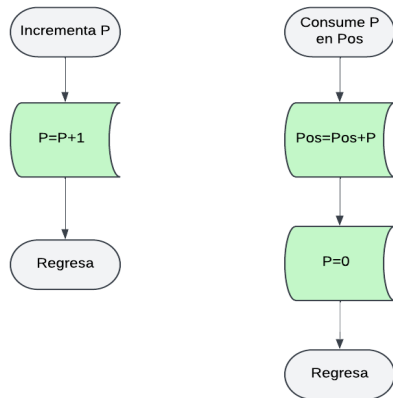 Incrementa P
P=P+1
Regresa
Consume P
en Pos
Pos=Pos+P
P=0
Regresa